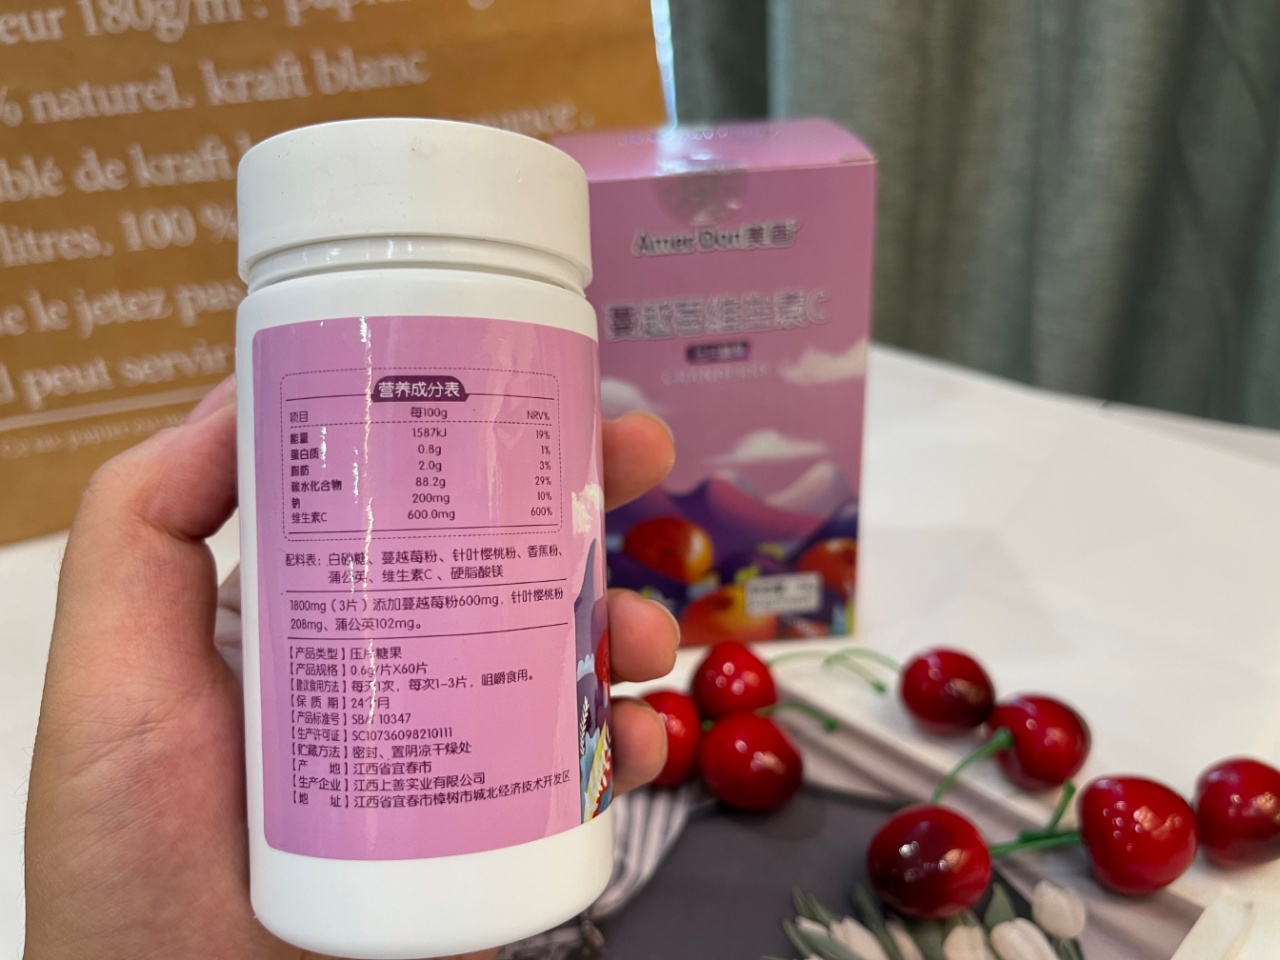 eur 180g/m
% naturel. kraft blanc
blé de kraft
litres. 100 %
e le jetez pas
l peut servir
Amer Dort美
蔓越莓维生素C
CRANBERRY
营养成分表
项目 每100g NRV%
能量 1587kJ 19%
蛋白质 0.8g 1%
脂肪 2.0g 3%
碳水化合物 88.2g 29%
钠 200mg 10%
维生素C 600.0mg 600%
配料表：白砂糖、蔓越莓粉、针叶樱桃粉、香蕉粉、
蒲公英、维生素C 、硬脂酸镁
1800mg（3片）添加蔓越莓粉600mg，针叶樱桃粉
208mg、蒲公英102mg。
【产品类型】压片糖果
【产品规格】0.6g/片X60片
【建议食用方法】每天1次，每次1-3片，咀嚼食用。
【保 质 期】24个月
【产品标准号】SB/T 10347
【生产许可证】SC10736098210111
【贮藏方法】密封、置阴凉干燥处
【产 地】江西省宜春市
【生产企业】江西上善实业有限公司
【地 址】江西省宜春市樟树市城北经济技术开发区